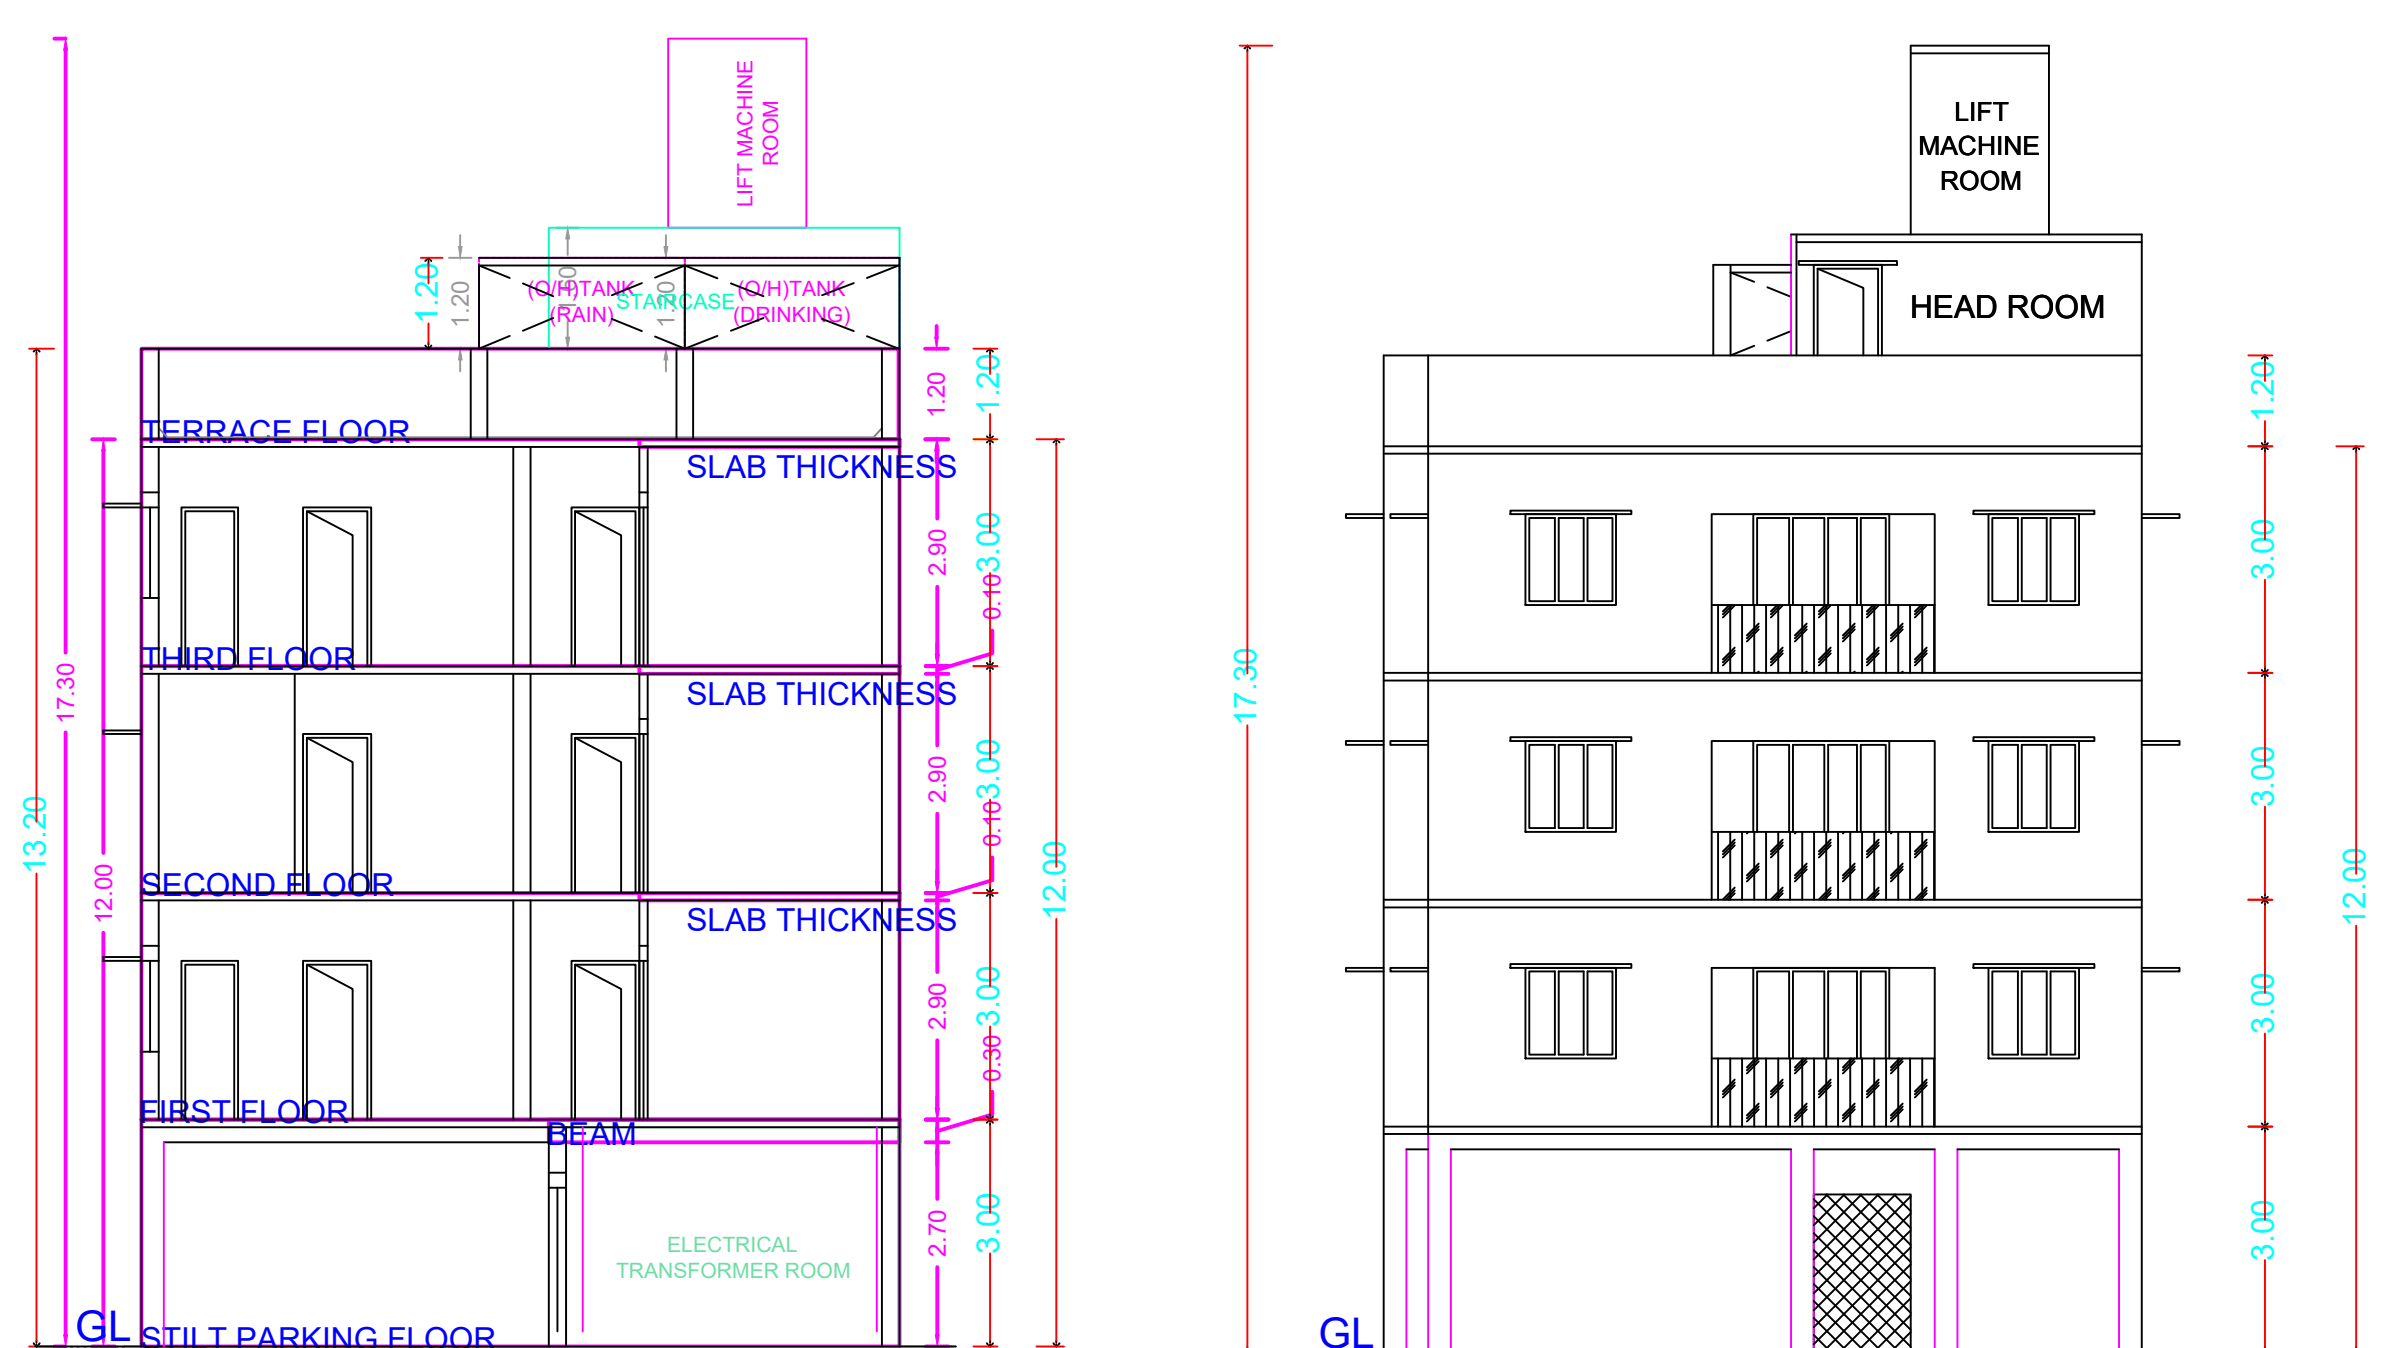 LIFT MACHINE
ROOM
1.20
1.20
1.60
1.20
(O/H)TANK
(RAIN)
STAIRCASE
(O/H)TANK
(DRINKING)
1.20
1.20
TERRACE FLOOR
SLAB THICKNESS
2.90
3.00
0.10
THIRD FLOOR
SLAB THICKNESS
17.30
2.90
3.00
0.10
13.20
12.00
12.00
SECOND FLOOR
SLAB THICKNESS
2.90
3.00
0.30
FIRST FLOOR
BEAM
2.70
3.00
ELECTRICAL
TRANSFORMER ROOM
GL
STILT PARKING FLOOR
LIFT
MACHINE
ROOM
HEAD ROOM
1.20
3.00
17.30
3.00
12.00
3.00
3.00
GL